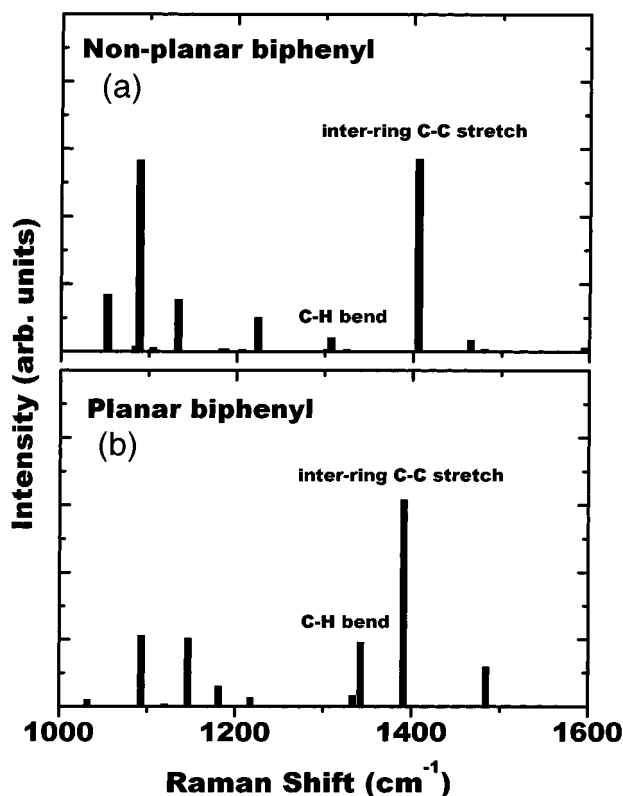 Non-planar biphenyl
(a)
inter-ring C-C stretch
C-H bend
Planar biphenyl
(b)
inter-ring C-C stretch
C-H bend
Intensity (arb. units)
1000 1200 1400 1600
Raman Shift (cm⁻¹)